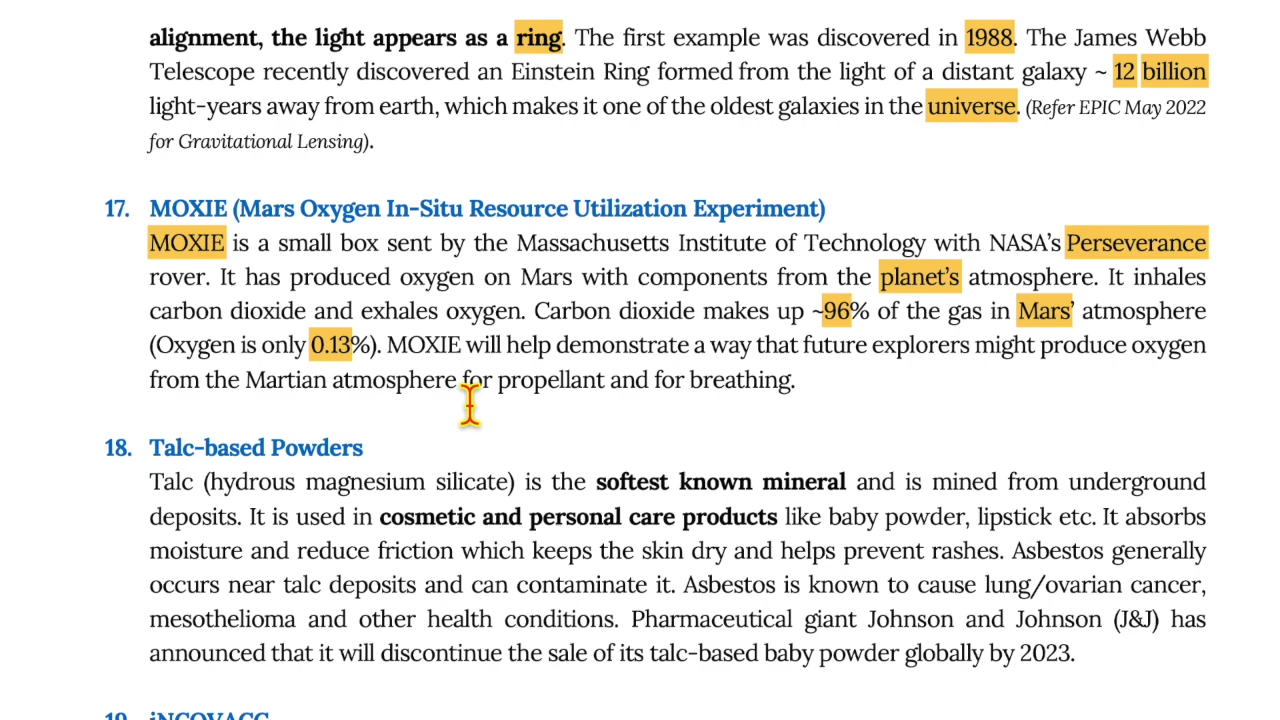 alignment, the light appears as a ring. The first example was discovered in 1988. The James Webb
Telescope recently discovered an Einstein Ring formed from the light of a distant galaxy ~ 12 billion
light-years away from earth, which makes it one of the oldest galaxies in the universe. (Refer EPIC May 2022
for Gravitational Lensing).
17. MOXIE (Mars Oxygen In-Situ Resource Utilization Experiment)
MOXIE is a small box sent by the Massachusetts Institute of Technology with NASA's Perseverance
rover. It has produced oxygen on Mars with components from the planet's atmosphere. It inhales
carbon dioxide and exhales oxygen. Carbon dioxide makes up ~96% of the gas in Mars' atmosphere
(Oxygen is only 0.13%). MOXIE will help demonstrate a way that future explorers might produce oxygen
from the Martian atmosphere for propellant and for breathing.
18. Talc-based Powders
Talc (hydrous magnesium silicate) is the softest known mineral and is mined from underground
deposits. It is used in cosmetic and personal care products like baby powder, lipstick etc. It absorbs
moisture and reduce friction which keeps the skin dry and helps prevent rashes. Asbestos generally
occurs near talc deposits and can contaminate it. Asbestos is known to cause lung/ovarian cancer,
mesothelioma and other health conditions. Pharmaceutical giant Johnson and Johnson (J&J) has
announced that it will discontinue the sale of its talc-based baby powder globally by 2023.
19. iNCOVACC